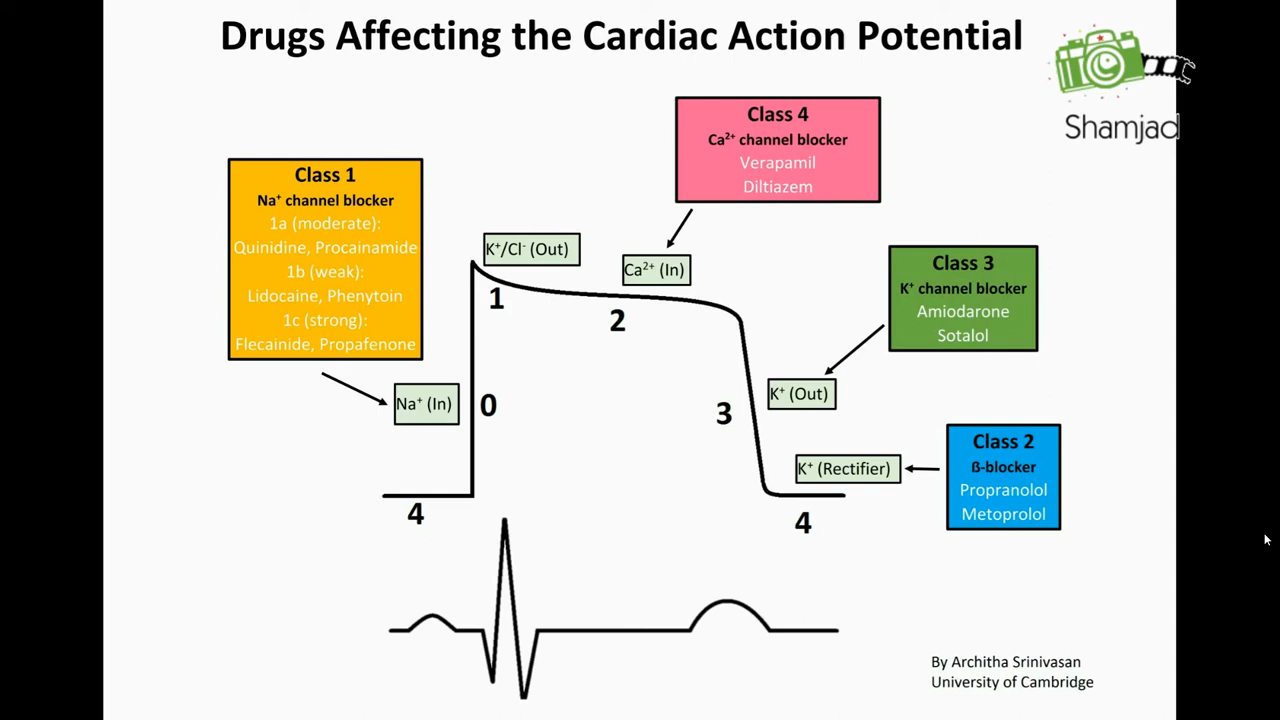 Drugs Affecting the Cardiac Action Potential
Shamjad
Class 4
Ca²⁺ channel blocker
Verapamil
Diltiazem
Class 1
Na⁺ channel blocker
1a (moderate):
Quinidine, Procainamide
1b (weak):
Lidocaine, Phenytoin
1c (strong):
Flecainide, Propafenone
K⁺/Cl⁻ (Out)
Ca²⁺ (In)
Class 3
K⁺ channel blocker
Amiodarone
Sotalol
1
2
Na⁺ (In)
0
3
K⁺ (Out)
K⁺ (Rectifier)
Class 2
ß-blocker
Propranolol
Metoprolol
4
4
By Architha Srinivasan
University of Cambridge